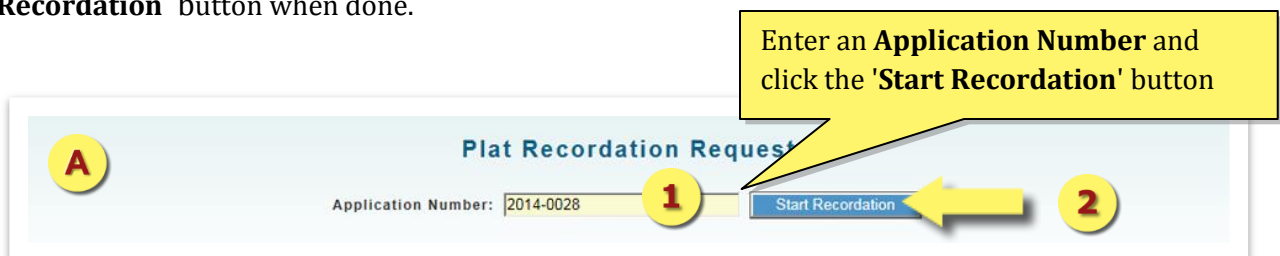 Recordation" button when done.
Enter an Application Number and
click the 'Start Recordation' button
A
Plat Recordation Request
Application Number: 2014-0028 1 Start Recordation 2